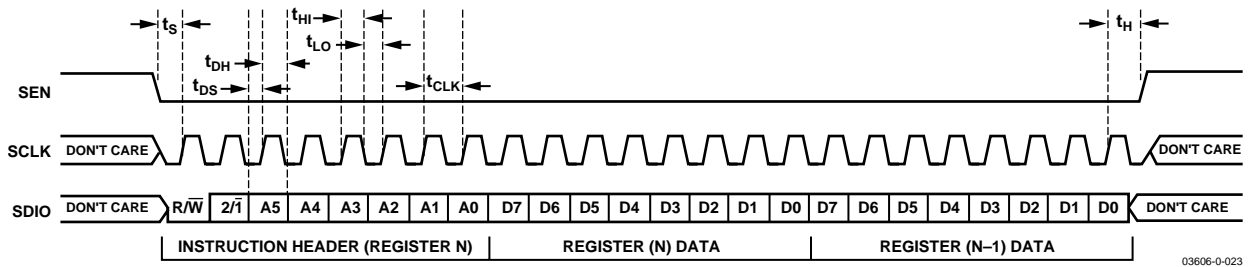 tS
tHI
tLO
tDH
tDS
tCLK
tH
SEN
SCLK DON'T CARE DON'T CARE
SDIO DON'T CARE R/W̅ 2/1̅ A5 A4 A3 A2 A1 A0 D7 D6 D5 D4 D3 D2 D1 D0 D7 D6 D5 D4 D3 D2 D1 D0 DON'T CARE
INSTRUCTION HEADER (REGISTER N) REGISTER (N) DATA REGISTER (N–1) DATA
03606-0-023